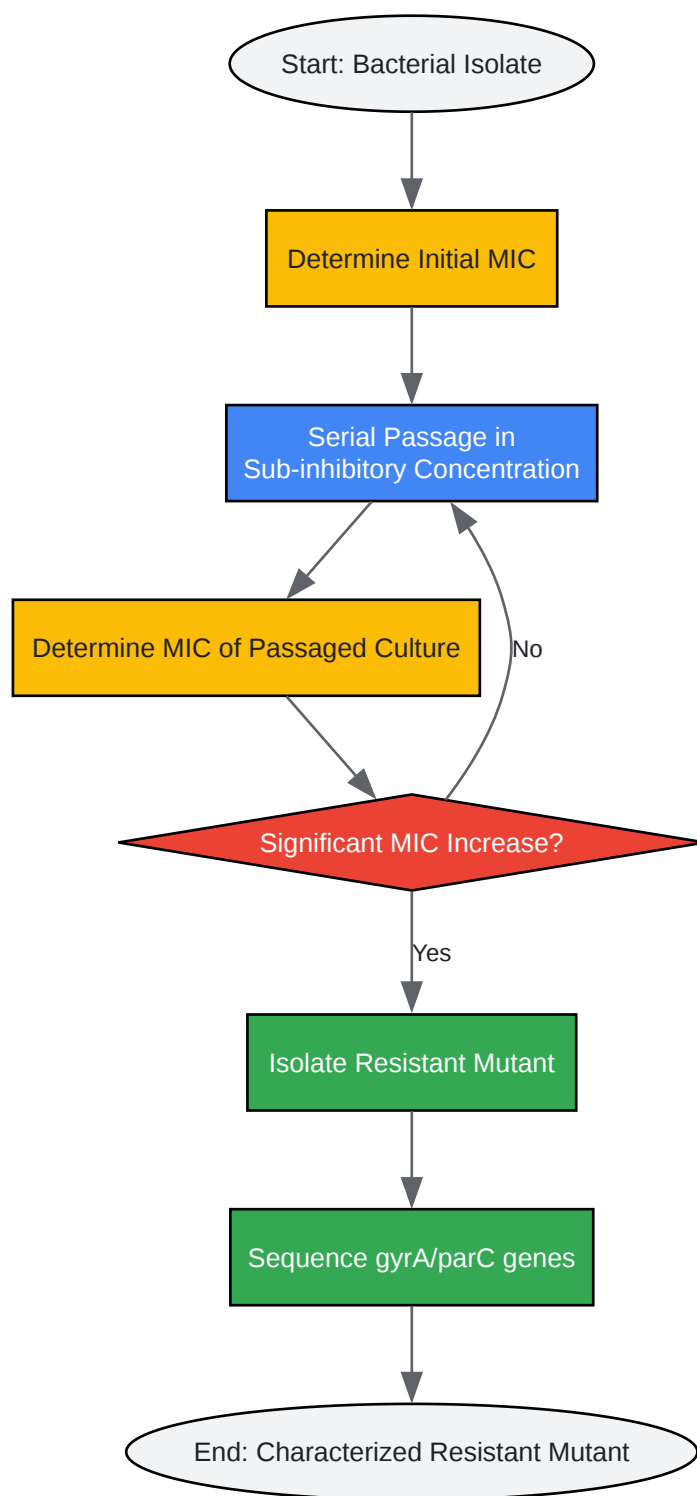 Start: Bacterial Isolate
Determine Initial MIC
Serial Passage in
Sub-inhibitory Concentration
Determine MIC of Passaged Culture
No
Significant MIC Increase?
Yes
Isolate Resistant Mutant
Sequence gyrA/parC genes
End: Characterized Resistant Mutant